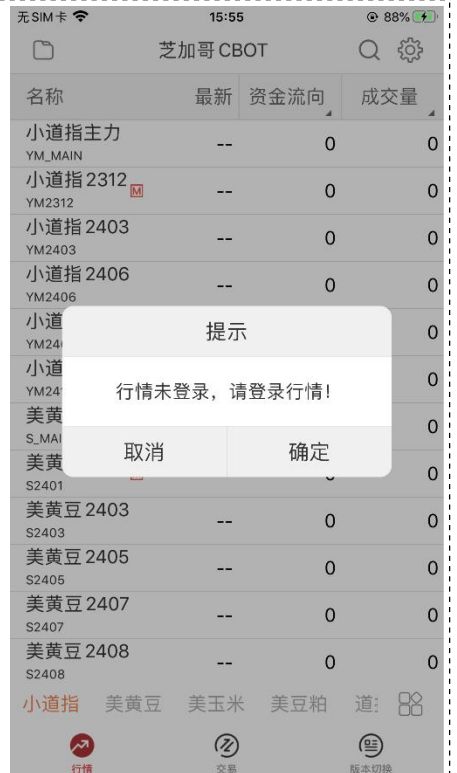 无SIM卡 15:55 88%
芝加哥CBOT
名称 最新 资金流向 成交量
小道指主力 -- 0 0
YM_MAIN
小道指2312 M -- 0 0
YM2312
小道指2403 -- 0 0
YM2403
小道指2406 -- 0 0
YM2406
小道 0
YM24
提示
小道 0
YM24
行情未登录，请登录行情!
美黄 0
S_MAI
取消 确定
美黄 0
S2401
美黄豆2403 -- 0 0
S2403
美黄豆2405 -- 0 0
S2405
美黄豆2407 -- 0 0
S2407
美黄豆2408 -- 0 0
S2408
小道指 美黄豆 美玉米 美豆粕 道
行情 交易 版本切换